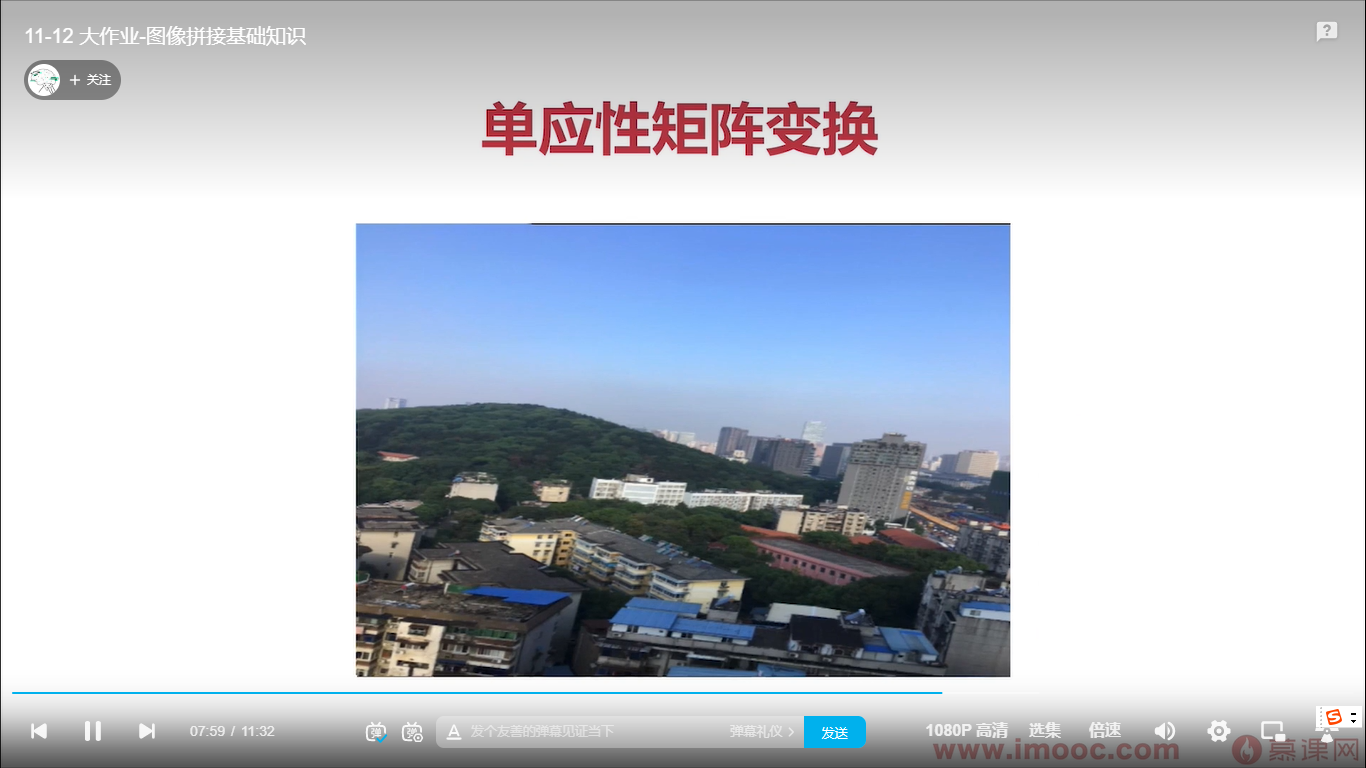 11-12 大作业-图像拼接基础知识
+ 关注
单应性矩阵变换
07:59 / 11:32
弹
弹
A 发个友善的弹幕见证当下
弹幕礼仪 >
发送
1080P 高清
选集
倍速
www.imooc.com
慕课网